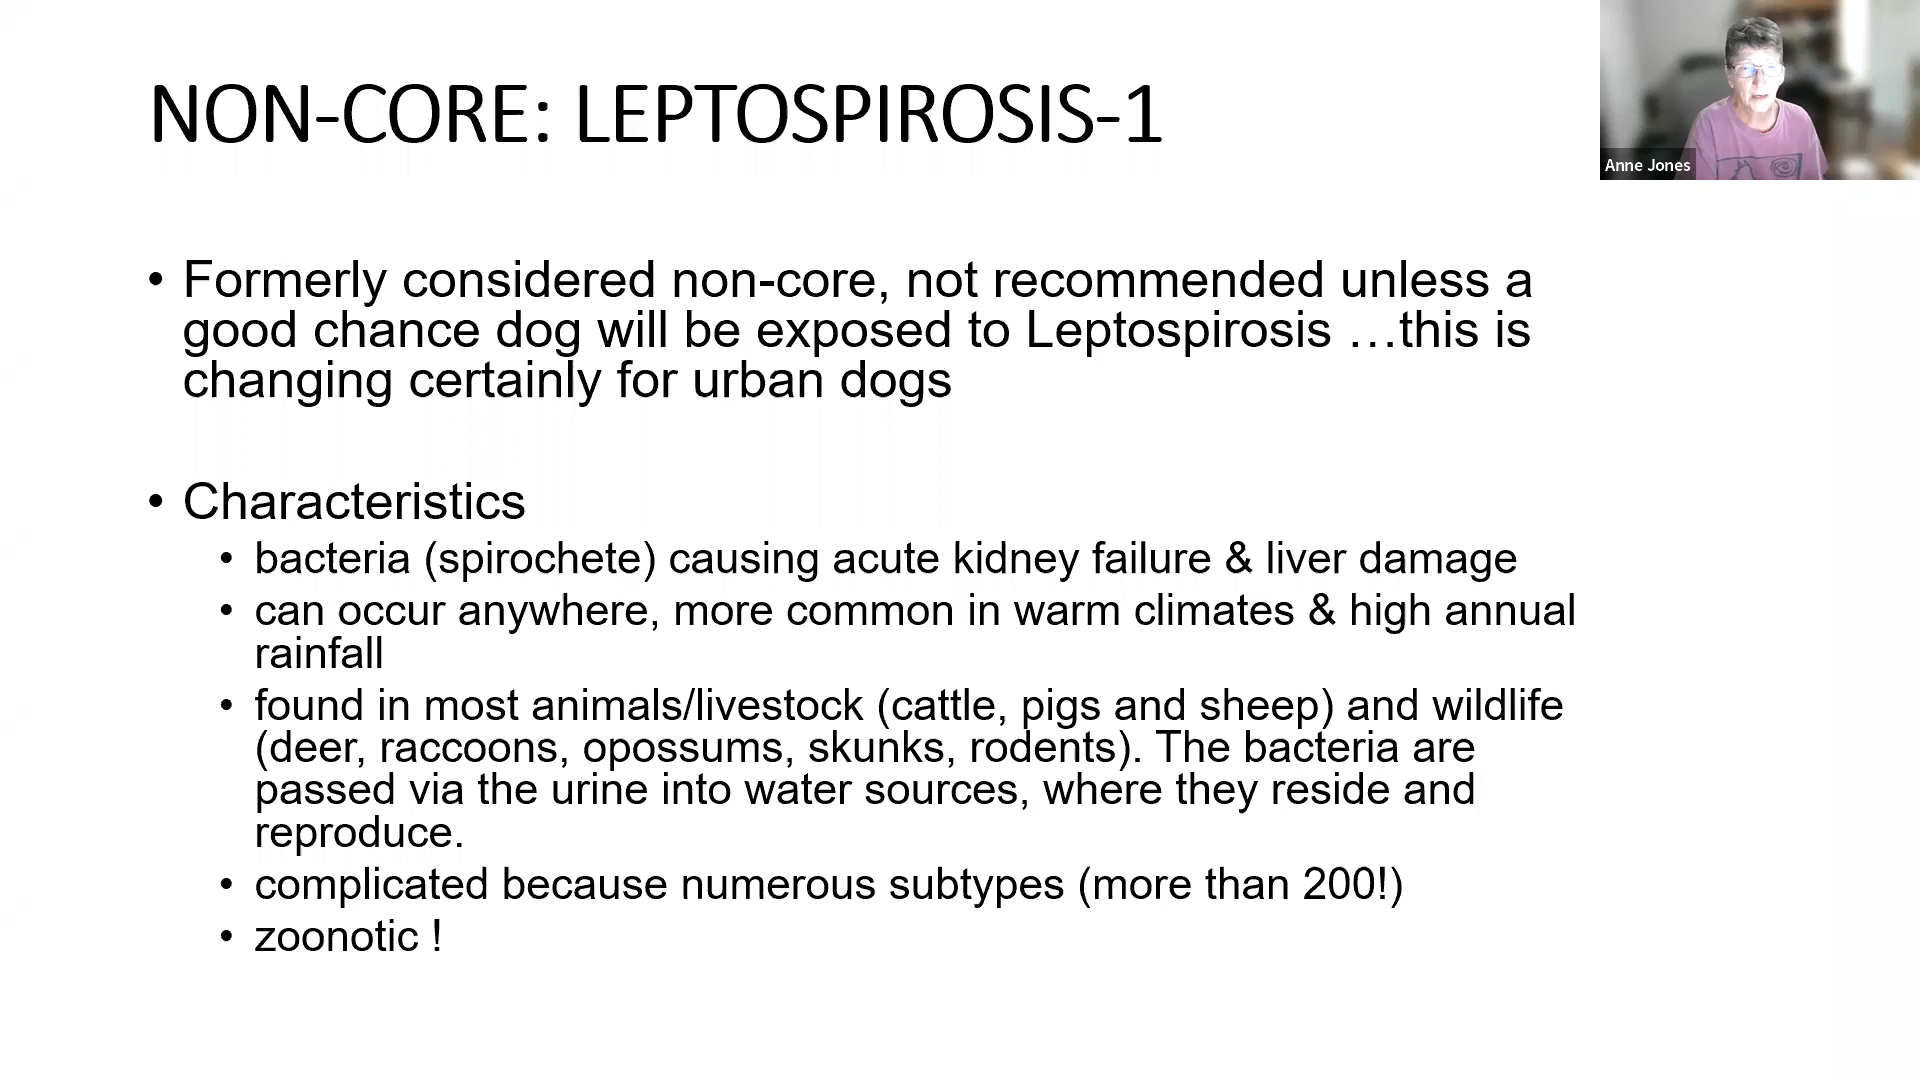 NON-CORE: LEPTOSPIROSIS-1
Anne Jones
• Formerly considered non-core, not recommended unless a
good chance dog will be exposed to Leptospirosis …this is
changing certainly for urban dogs
• Characteristics
• bacteria (spirochete) causing acute kidney failure & liver damage
• can occur anywhere, more common in warm climates & high annual
rainfall
• found in most animals/livestock (cattle, pigs and sheep) and wildlife
(deer, raccoons, opossums, skunks, rodents). The bacteria are
passed via the urine into water sources, where they reside and
reproduce.
• complicated because numerous subtypes (more than 200!)
• zoonotic !